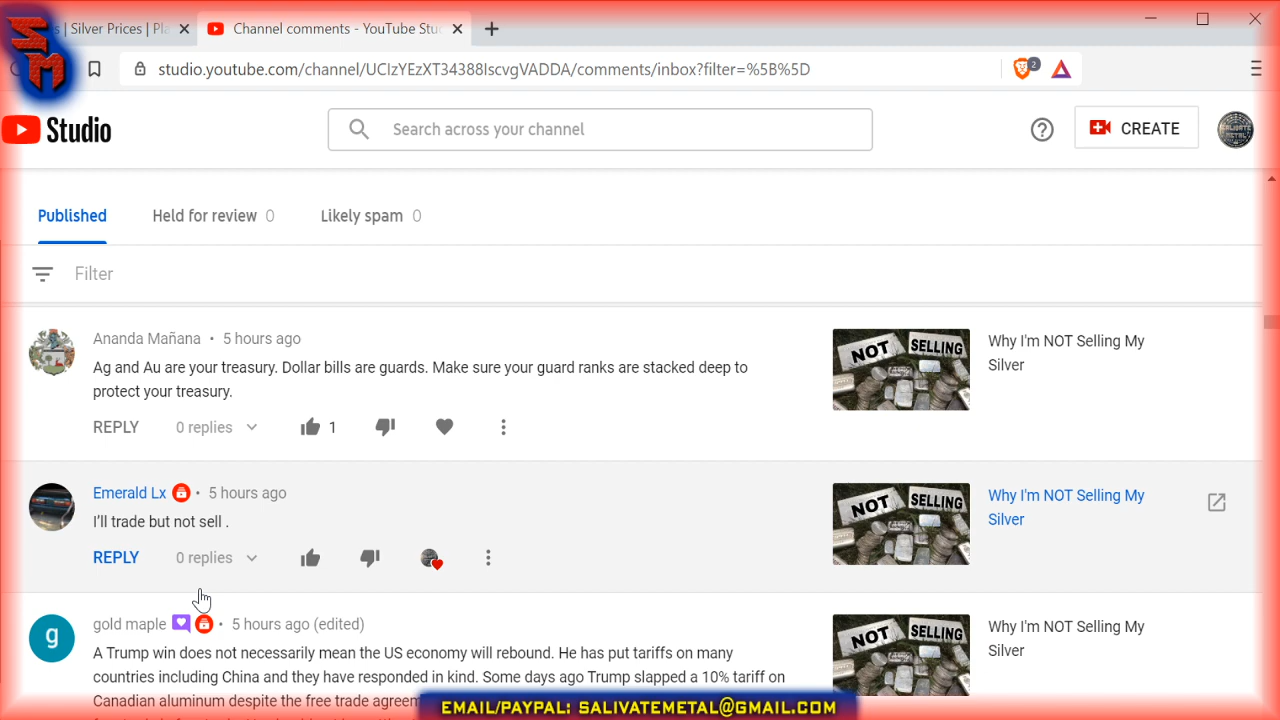 s | Silver Prices | Pla
Channel comments - YouTube Stu
SM
studio.youtube.com/channel/UCIzYEzXT34388IscvgVADDA/comments/inbox?filter=%5B%5D
2
Studio
Search across your channel
CREATE
Published
Held for review 0
Likely spam 0
Filter
Ananda Mañana • 5 hours ago
Ag and Au are your treasury. Dollar bills are guards. Make sure your guard ranks are stacked deep to
protect your treasury.
REPLY 0 replies 1
NOT SELLING
Why I'm NOT Selling My
Silver
Emerald Lx • 5 hours ago
I'll trade but not sell .
REPLY 0 replies
NOT SELLING
Why I'm NOT Selling My
Silver
g
gold maple • 5 hours ago (edited)
A Trump win does not necessarily mean the US economy will rebound. He has put tariffs on many
countries including China and they have responded in kind. Some days ago Trump slapped a 10% tariff on
Canadian aluminum despite the free trade agreem
NOT SELLING
Why I'm NOT Selling My
Silver
EMAIL/PAYPAL: SALIVATEMETAL@GMAIL.COM